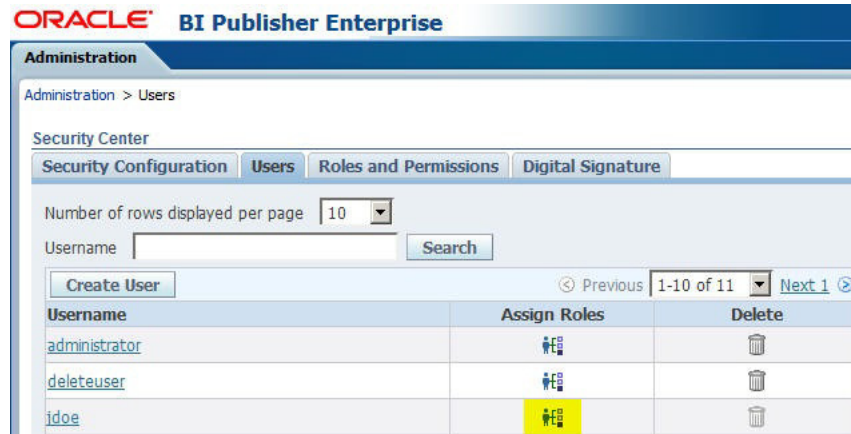 ORACLE BI Publisher Enterprise
Administration
Administration > Users
Security Center
Security Configuration Users Roles and Permissions Digital Signature
Number of rows displayed per page 10
Username Search
Create User Previous 1-10 of 11 Next 1
Username Assign Roles Delete
administrator
deleteuser
jdoe